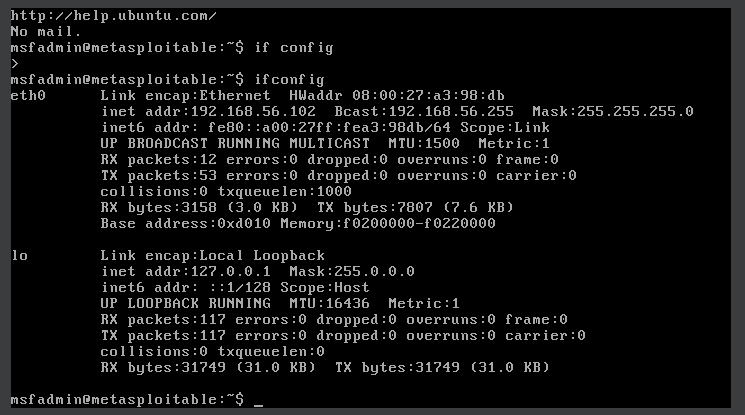 http://help.ubuntu.com/
No mail.
msfadmin@metasploitable:~$ if config
>
msfadmin@metasploitable:~$ ifconfig
eth0      Link encap:Ethernet  HWaddr 08:00:27:a3:98:db
          inet addr:192.168.56.102  Bcast:192.168.56.255  Mask:255.255.255.0
          inet6 addr: fe80::a00:27ff:fea3:98db/64 Scope:Link
          UP BROADCAST RUNNING MULTICAST  MTU:1500  Metric:1
          RX packets:12 errors:0 dropped:0 overruns:0 frame:0
          TX packets:53 errors:0 dropped:0 overruns:0 carrier:0
          collisions:0 txqueuelen:1000
          RX bytes:3158 (3.0 KB)  TX bytes:7807 (7.6 KB)
          Base address:0xd010 Memory:f0200000-f0220000
lo        Link encap:Local Loopback
          inet addr:127.0.0.1  Mask:255.0.0.0
          inet6 addr: ::1/128 Scope:Host
          UP LOOPBACK RUNNING  MTU:16436  Metric:1
          RX packets:117 errors:0 dropped:0 overruns:0 frame:0
          TX packets:117 errors:0 dropped:0 overruns:0 carrier:0
          collisions:0 txqueuelen:0
          RX bytes:31749 (31.0 KB)  TX bytes:31749 (31.0 KB)
msfadmin@metasploitable:~$ _